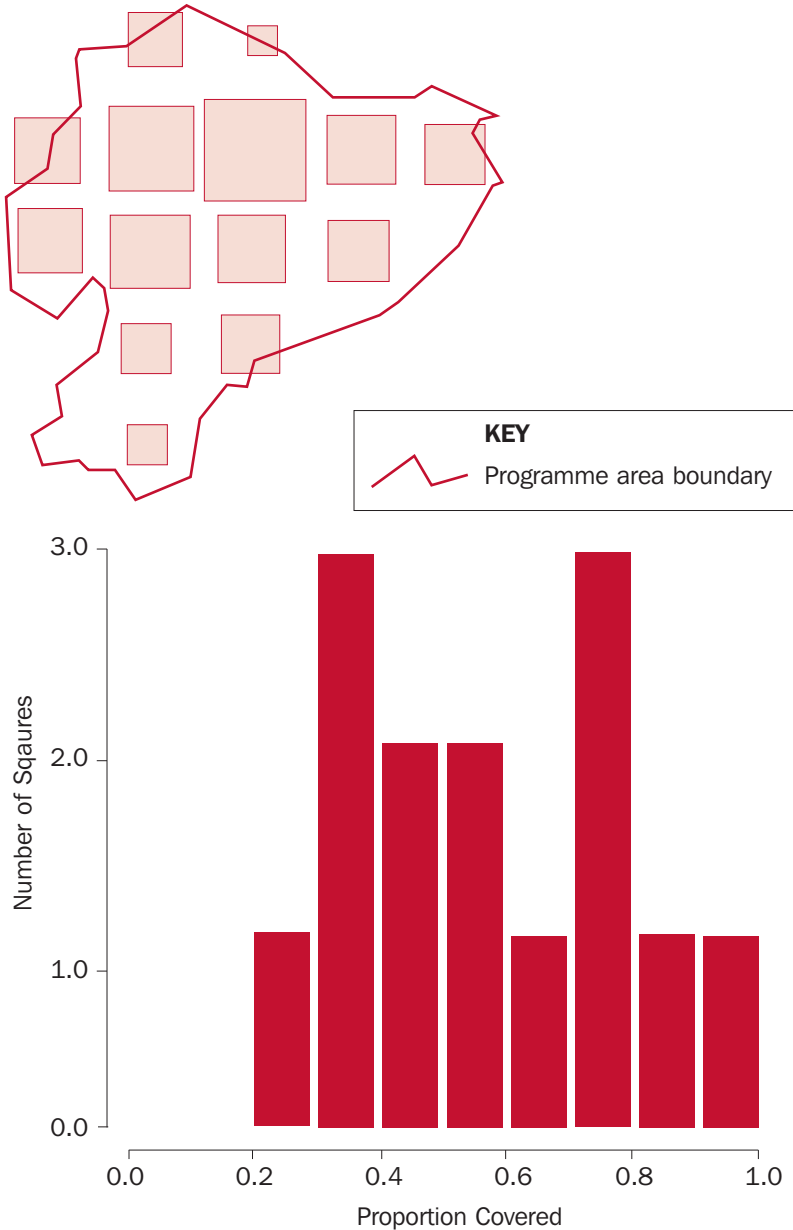 KEY
Programme area boundary
3.0
2.0
1.0
0.0
Number of Sqaures
0.0 0.2 0.4 0.6 0.8 1.0
Proportion Covered